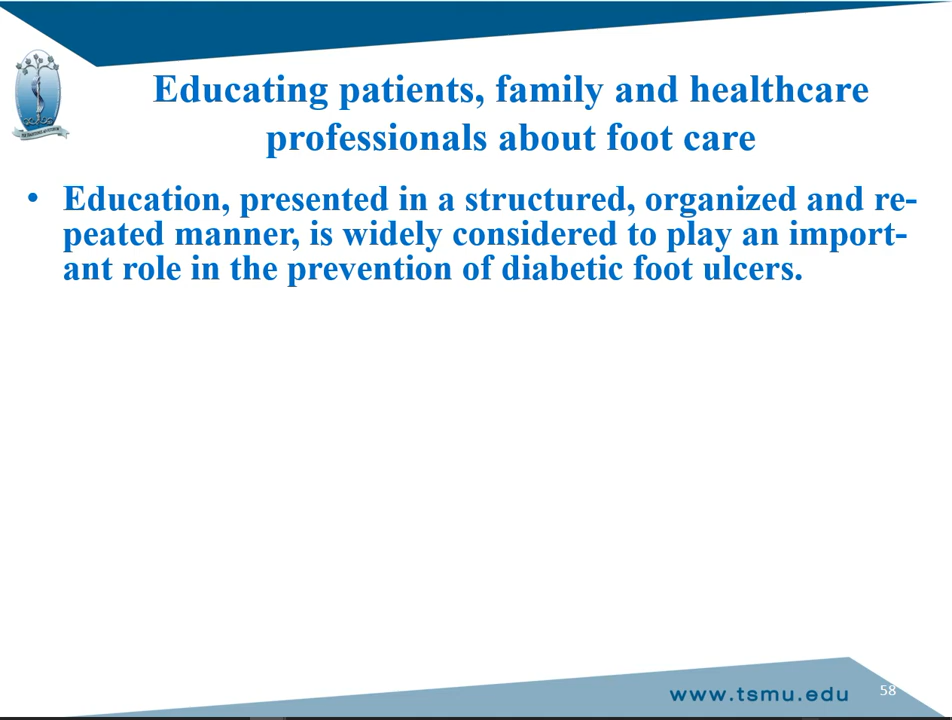 Educating patients, family and healthcare
professionals about foot care
• Education, presented in a structured, organized and re-
peated manner, is widely considered to play an import-
ant role in the prevention of diabetic foot ulcers.
www.tsmu.edu
58